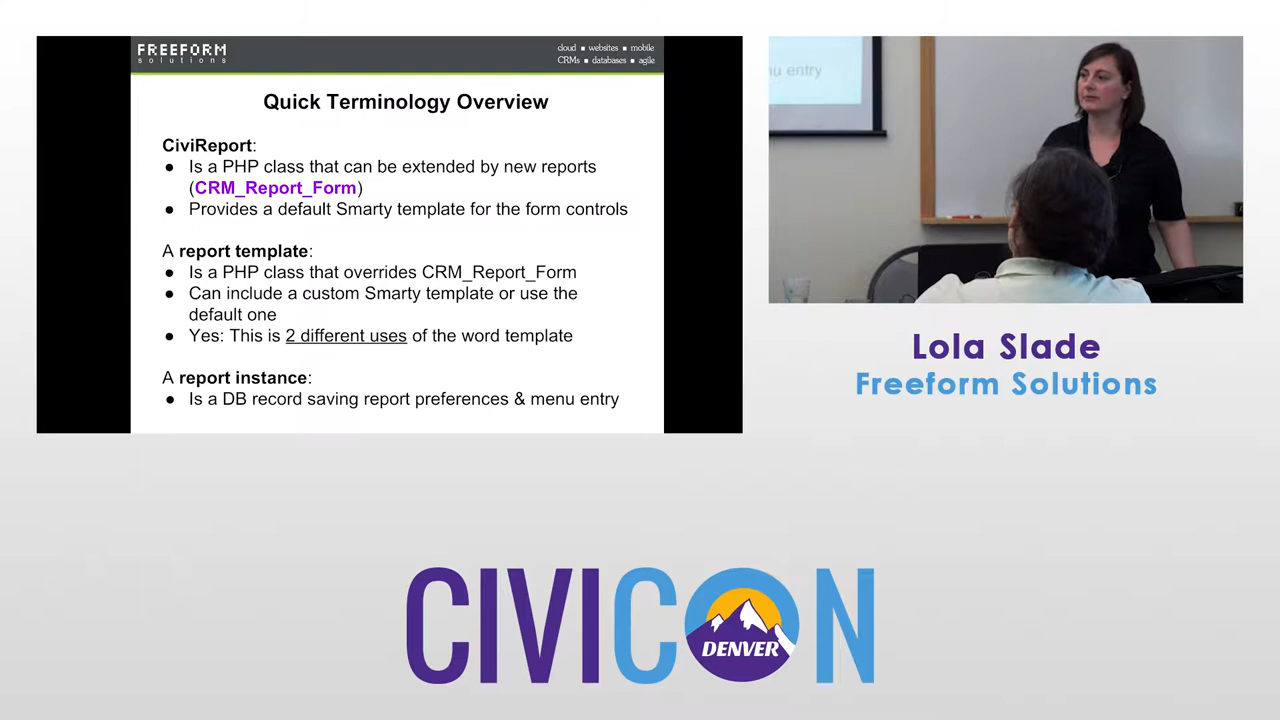 FREEFORM
solutions
cloud ■ websites ■ mobile
CRMs ■ databases ■ agile
Quick Terminology Overview
CiviReport:
● Is a PHP class that can be extended by new reports
(CRM_Report_Form)
● Provides a default Smarty template for the form controls
A report template:
● Is a PHP class that overrides CRM_Report_Form
● Can include a custom Smarty template or use the
default one
● Yes: This is 2 different uses of the word template
A report instance:
● Is a DB record saving report preferences & menu entry
nu entry
Lola Slade
Freeform Solutions
CIVICON
DENVER